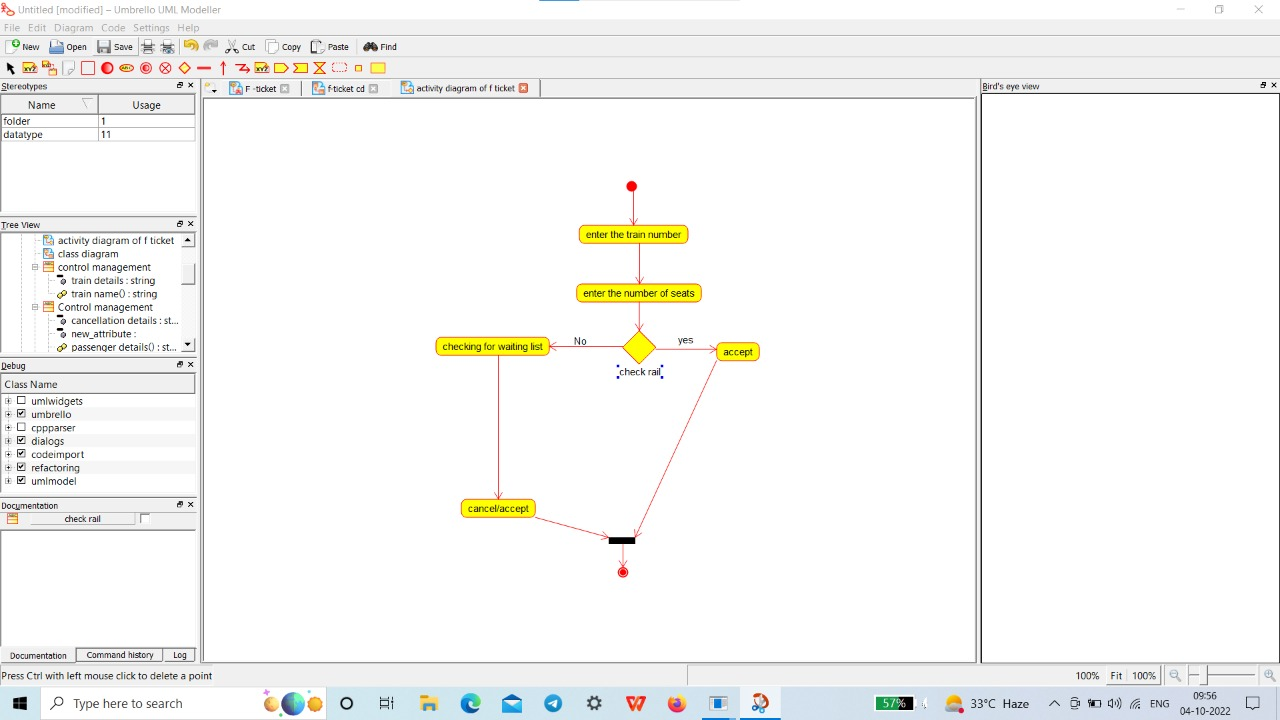 Untitled [modified] – Umbrello UML Modeller
File Edit Diagram Code Settings Help
New Open Save Cut Copy Paste Find
Stereotypes
Name Usage
folder 1
datatype 11
Tree View
activity diagram of f ticket
class diagram
control management
train details : string
train name() : string
Control management
cancellation details : st...
new_attribute :
passenger details() : st...
Debug
Class Name
umlwidgets
umbrello
cppparser
dialogs
codeimport
refactoring
umlmodel
Documentation
check rail
Documentation Command history Log
Press Ctrl with left mouse click to delete a point
F -ticket f-ticket cd activity diagram of f ticket
enter the train number
enter the number of seats
checking for waiting list No yes accept
check rail
cancel/accept
Bird's eye view
100% Fit 100%
Type here to search
57% 33°C Haze ENG 09:56
04-10-2022